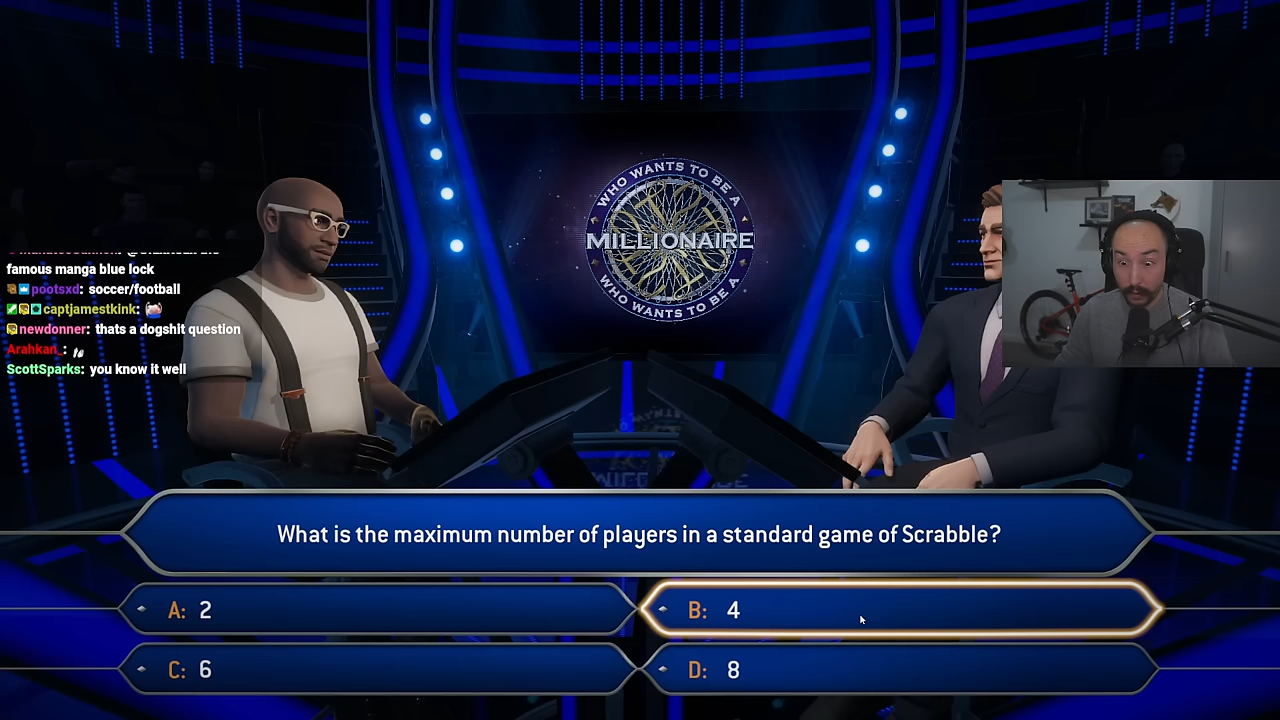 WHO WANTS TO BE A
MILLIONAIRE
WHO WANTS TO BE A
famous manga blue lock
pootsxd: soccer/football
captjamestkink:
newdonner: thats a dogshit question
Arahkan_:
ScottSparks: you know it well
What is the maximum number of players in a standard game of Scrabble?
A: 2
B: 4
C: 6
D: 8